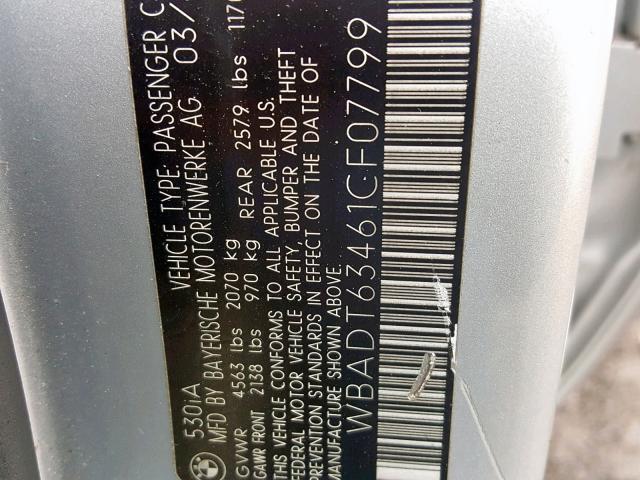 530iA
VEHICLE TYPE: PASSENGER C
MFD BY BAYERISCHE MOTORENWERKE AG 03/
GVWR 4563 lbs 2070 kg
GAWR FRONT 2138 lbs 970 kg REAR 2579 lbs 1170
THIS VEHICLE CONFORMS TO ALL APPLICABLE U.S.
FEDERAL MOTOR VEHICLE SAFETY, BUMPER AND THEFT
PREVENTION STANDARDS IN EFFECT ON THE DATE OF
MANUFACTURE SHOWN ABOVE.
WBADT63461CF07799